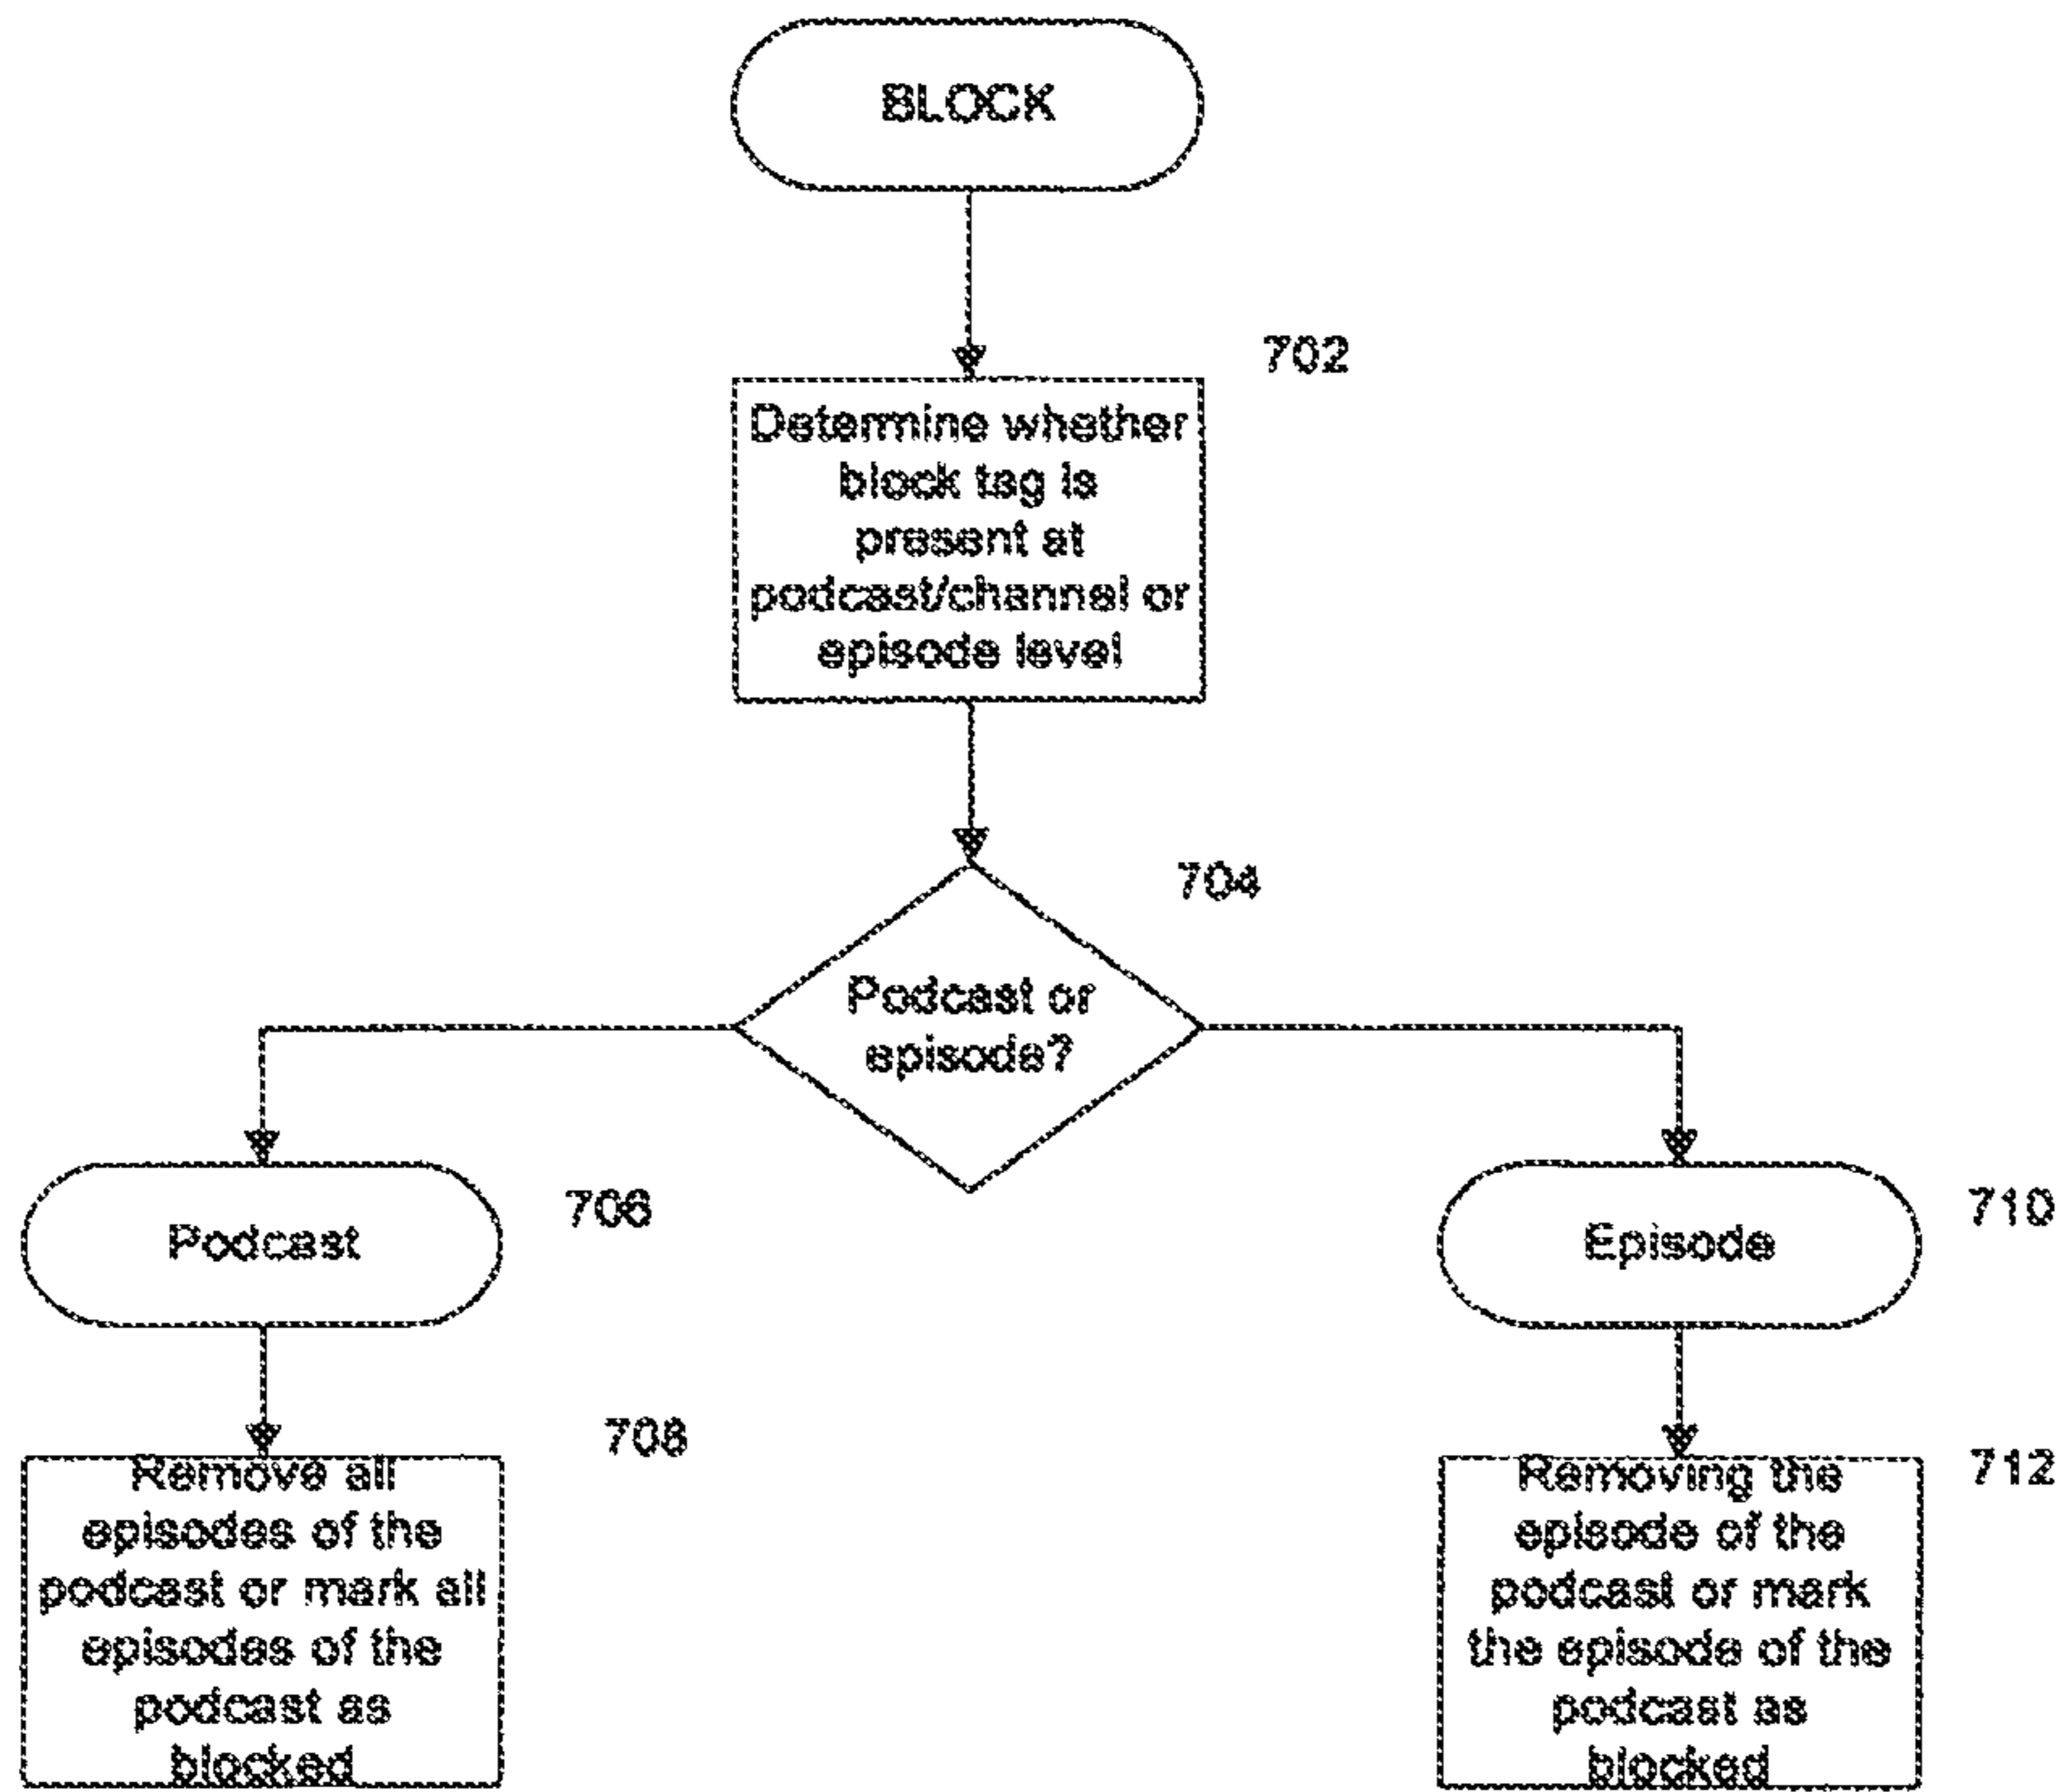 BLOCK
702
Determine whether
block tag is
present at
podcast/channel or
episode level
704
Podcast or
episode?
706
Podcast
710
Episode
708
Remove all
episodes of the
podcast or mark all
episodes of the
podcast as
blocked
712
Removing the
episode of the
podcast or mark
the episode of the
podcast as
blocked